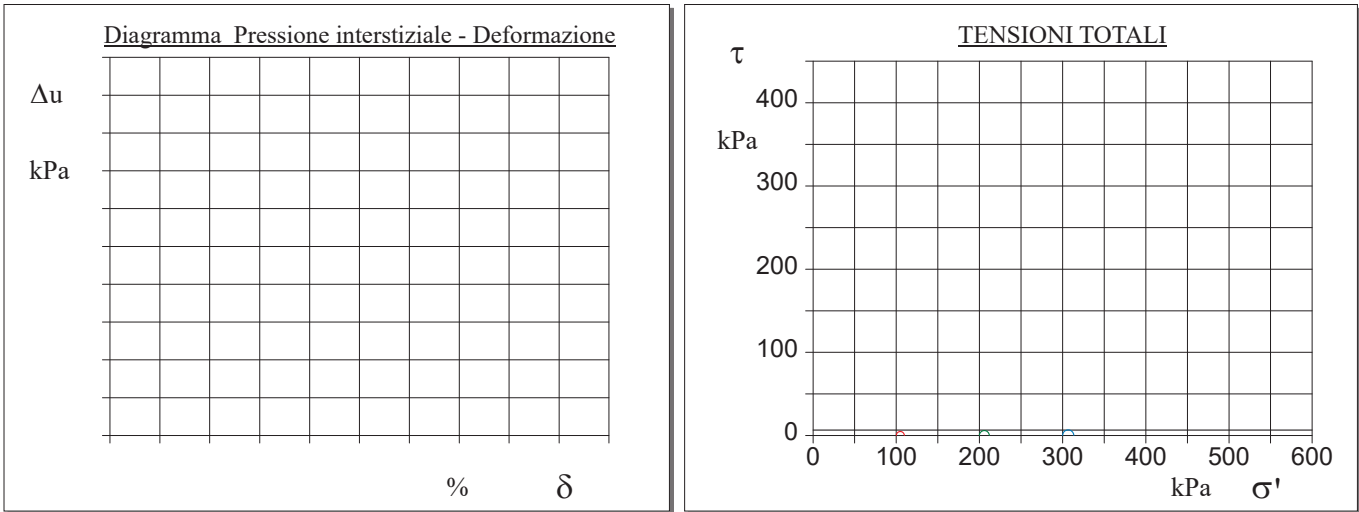 Diagramma Pressione interstiziale - Deformazione
Δu
kPa
% δ
TENSIONI TOTALI
τ
400
kPa
300
200
100
0
0 100 200 300 400 500 600
kPa σ'